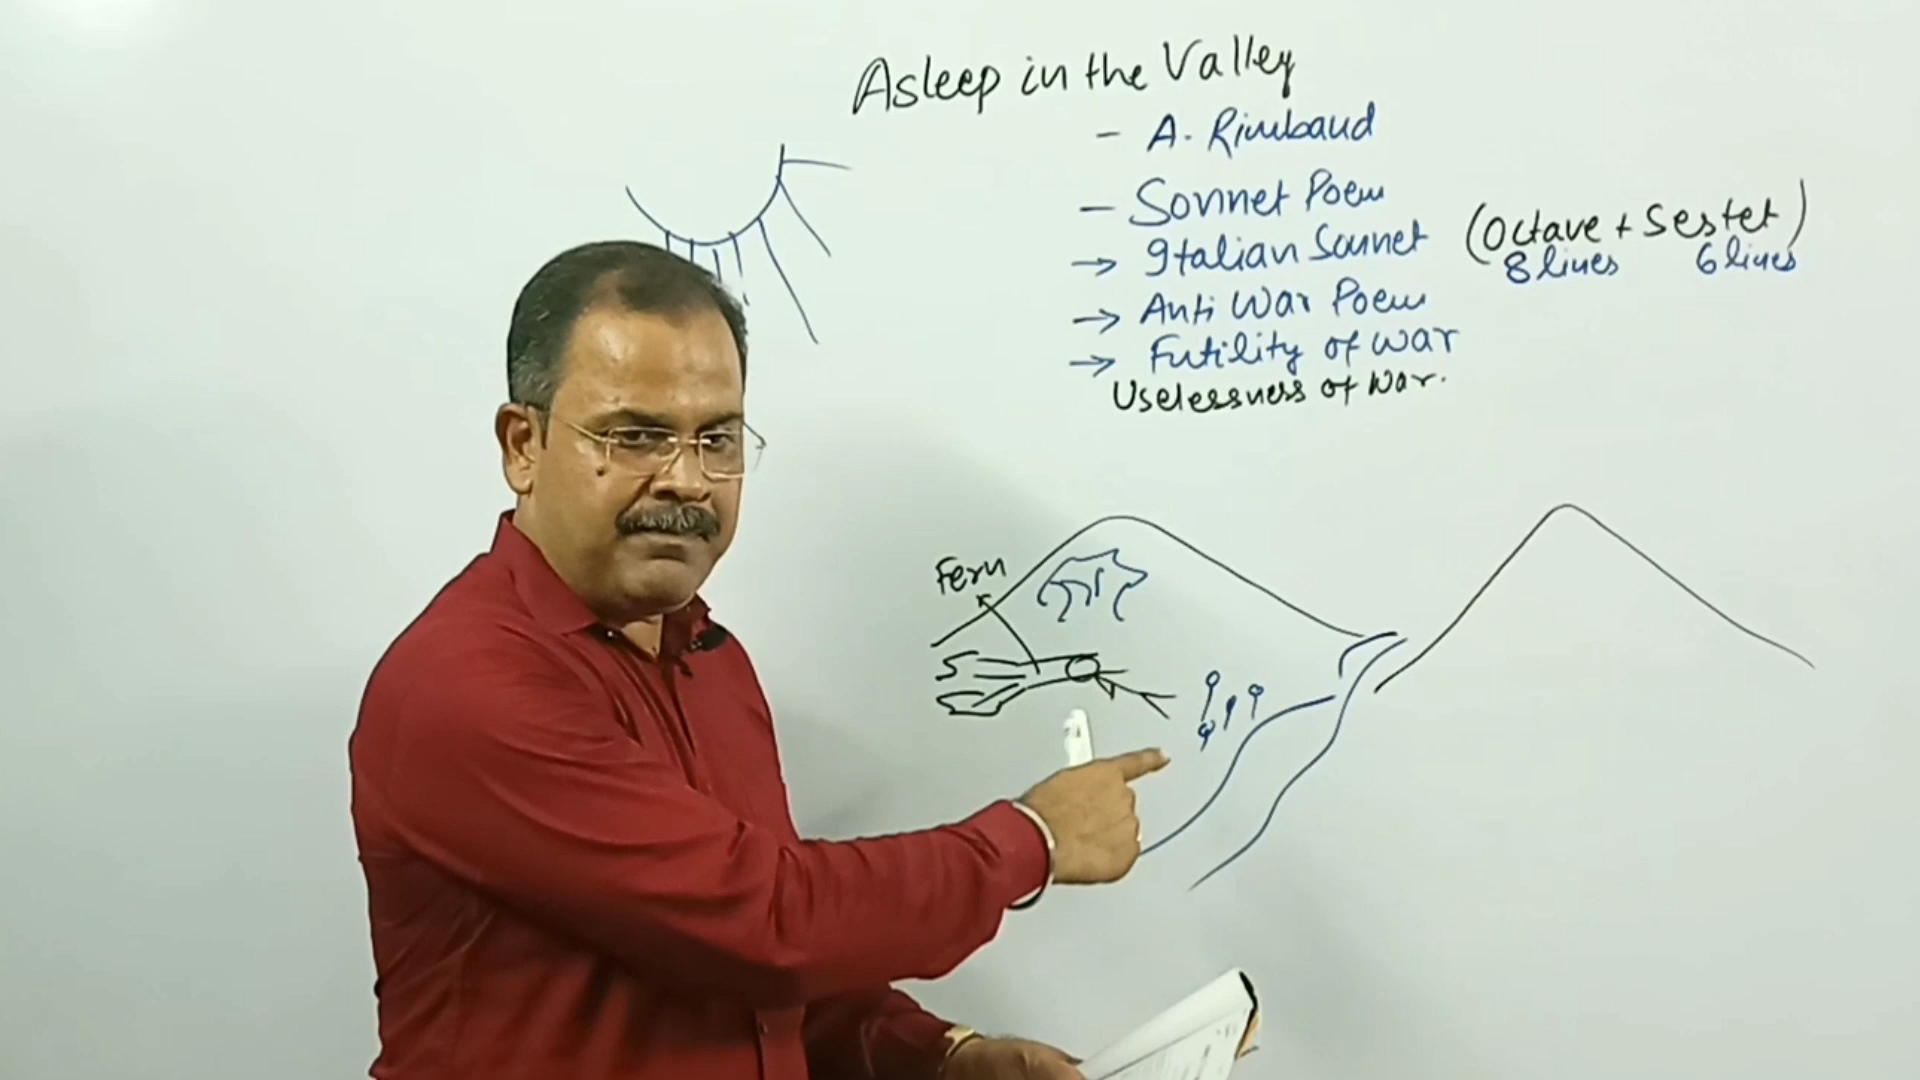 Asleep in the Valley
- A. Rimbaud
- Sonnet Poem
→ Italian Sonnet (Octave + Sestet)
8 lines 6 lines
→ Anti War Poem
→ Futility of war
Uselessness of war.
Fern